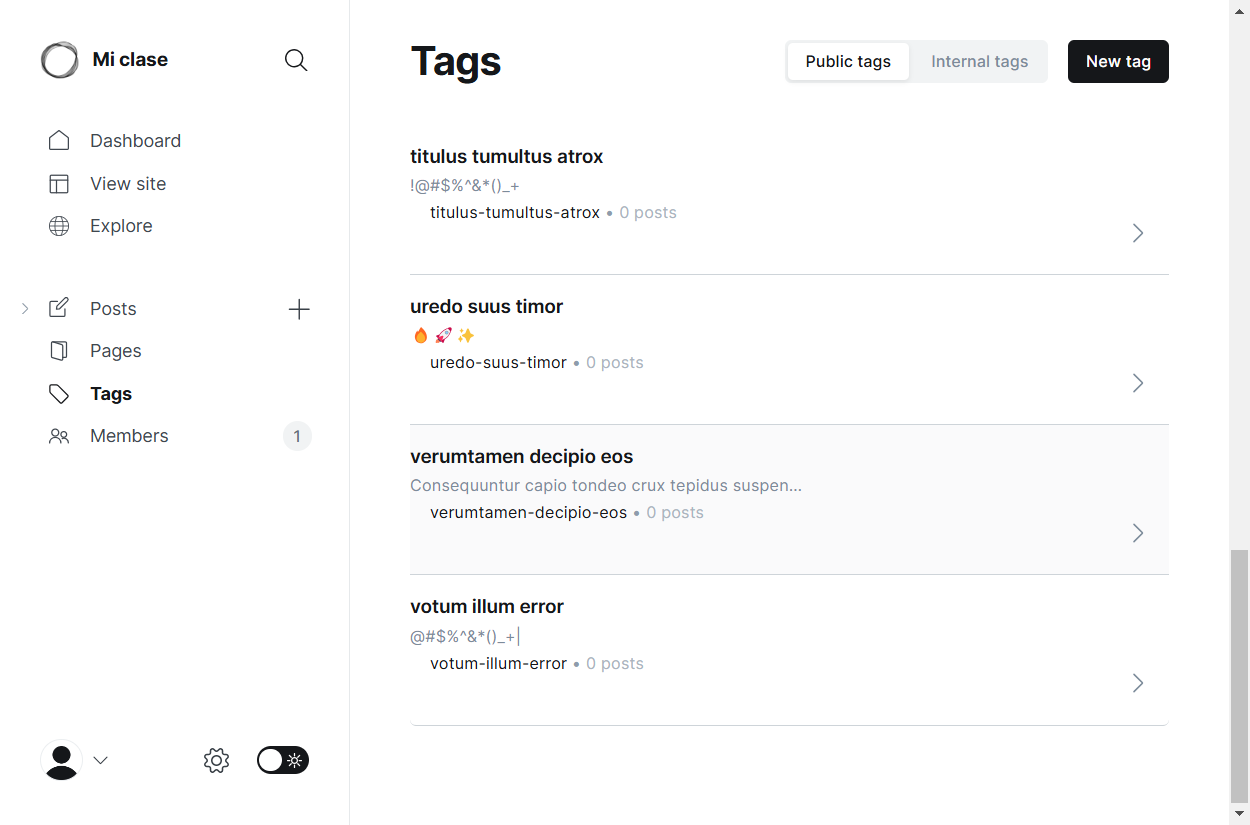 Mi clase
Dashboard
View site
Explore
Posts
Pages
Tags
Members
1
Tags
Public tags
Internal tags
New tag
titulus tumultus atrox
!@#$%^&*()_+
titulus-tumultus-atrox • 0 posts
uredo suus timor
🔥 🚀 ✨
uredo-suus-timor • 0 posts
verumtamen decipio eos
Consequuntur capio tondeo crux tepidus suspen...
verumtamen-decipio-eos • 0 posts
votum illum error
@#$%^&*()_+|
votum-illum-error • 0 posts